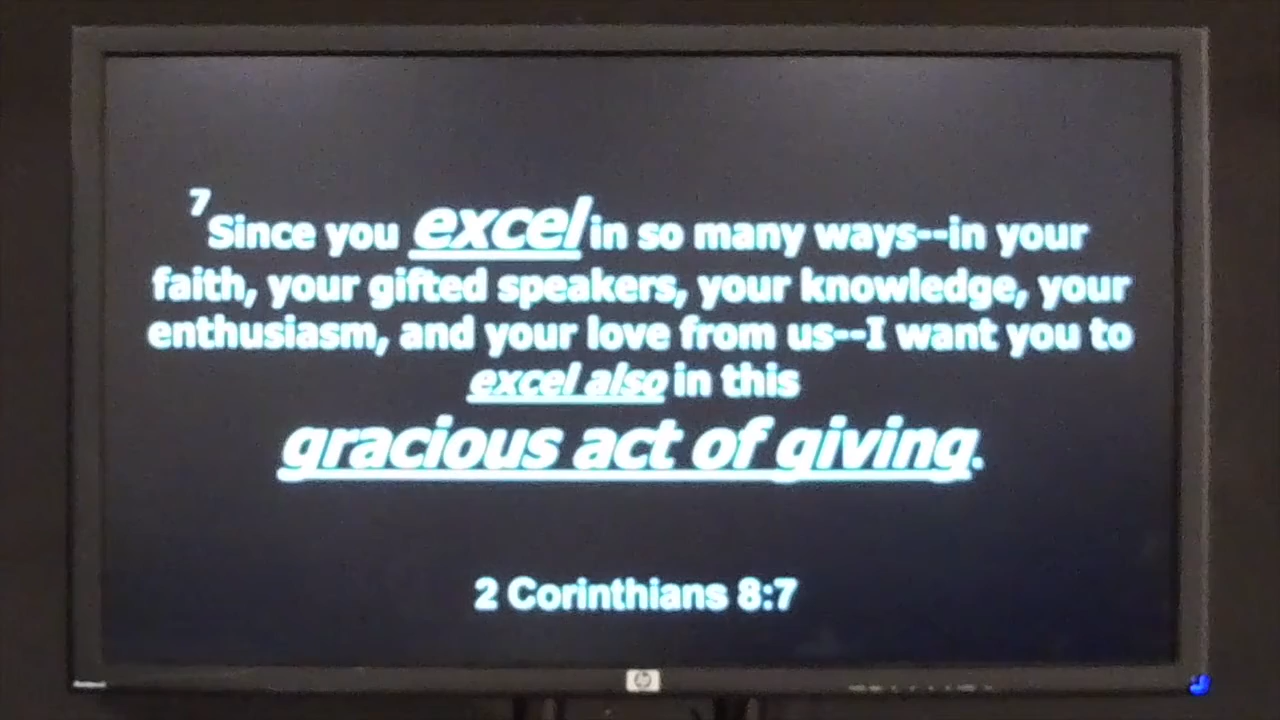 7Since you excel in so many ways--in your
faith, your gifted speakers, your knowledge, your
enthusiasm, and your love from us--I want you to
excel also in this
gracious act of giving.
2 Corinthians 8:7
hp